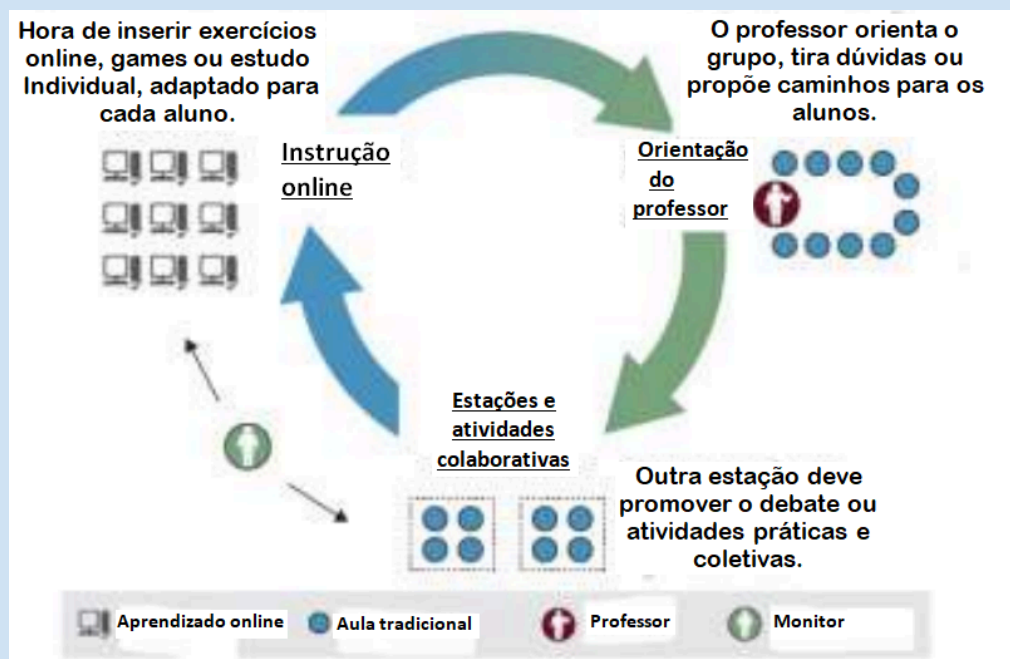 Hora de inserir exercícios
online, games ou estudo
Individual, adaptado para
cada aluno.
O professor orienta o
grupo, tira dúvidas ou
propõe caminhos para os
alunos.
Instrução
online
Orientação
do
professor
Estações e
atividades
colaborativas
Outra estação deve
promover o debate ou
atividades práticas e
coletivas.
Aprendizado online
Aula tradicional
Professor
Monitor